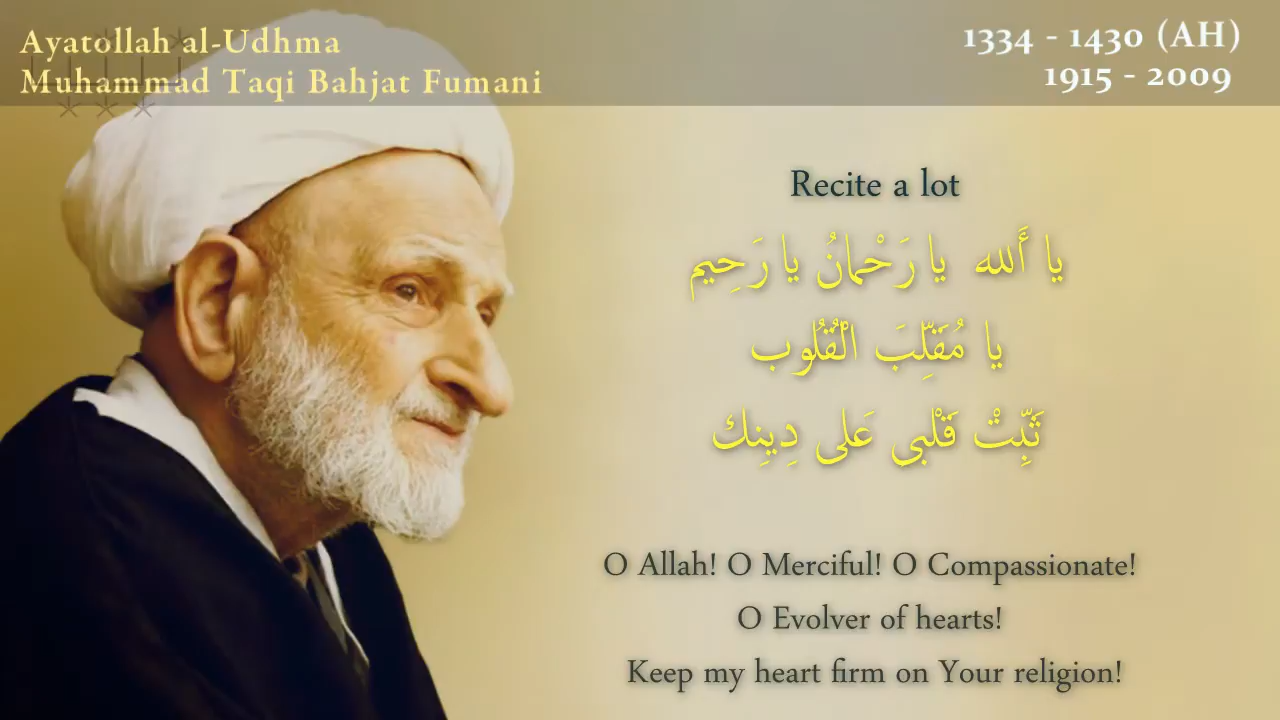 Ayatollah al-Udhma
Muhammad Taqi Bahjat Fumani
1334 - 1430 (AH)
1915 - 2009
Recite a lot
يا أَلله يا رَحْمانُ يا رَحِيم
يا مُقَلِّبَ الْقُلُوب
ثَبِّتْ قَلْبي عَلى دِينِك
O Allah! O Merciful! O Compassionate!
O Evolver of hearts!
Keep my heart firm on Your religion!